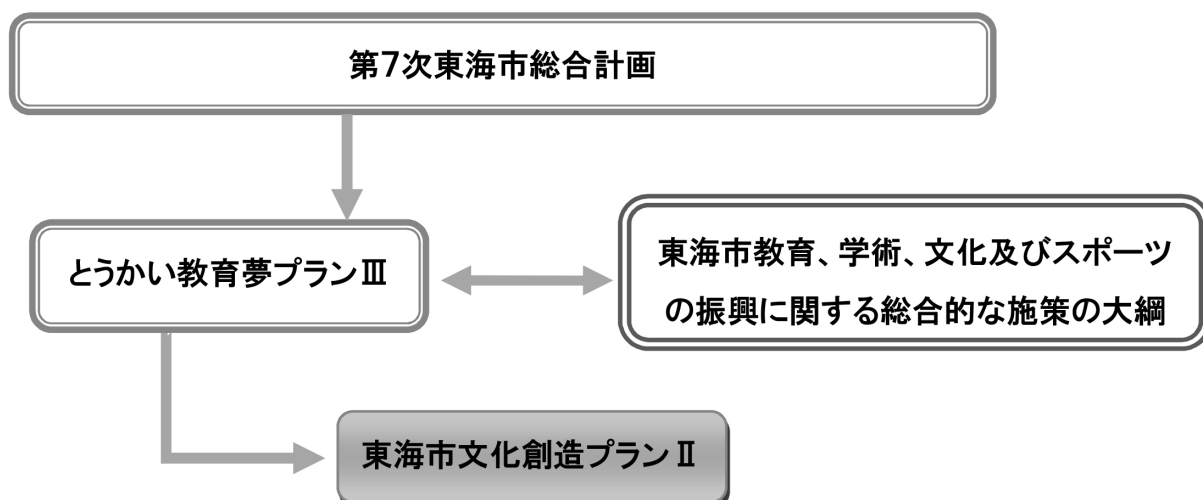 第7次東海市総合計画
とうかい教育夢プランⅢ
東海市教育、学術、文化及びスポーツ
の振興に関する総合的な施策の大綱
東海市文化創造プランⅡ